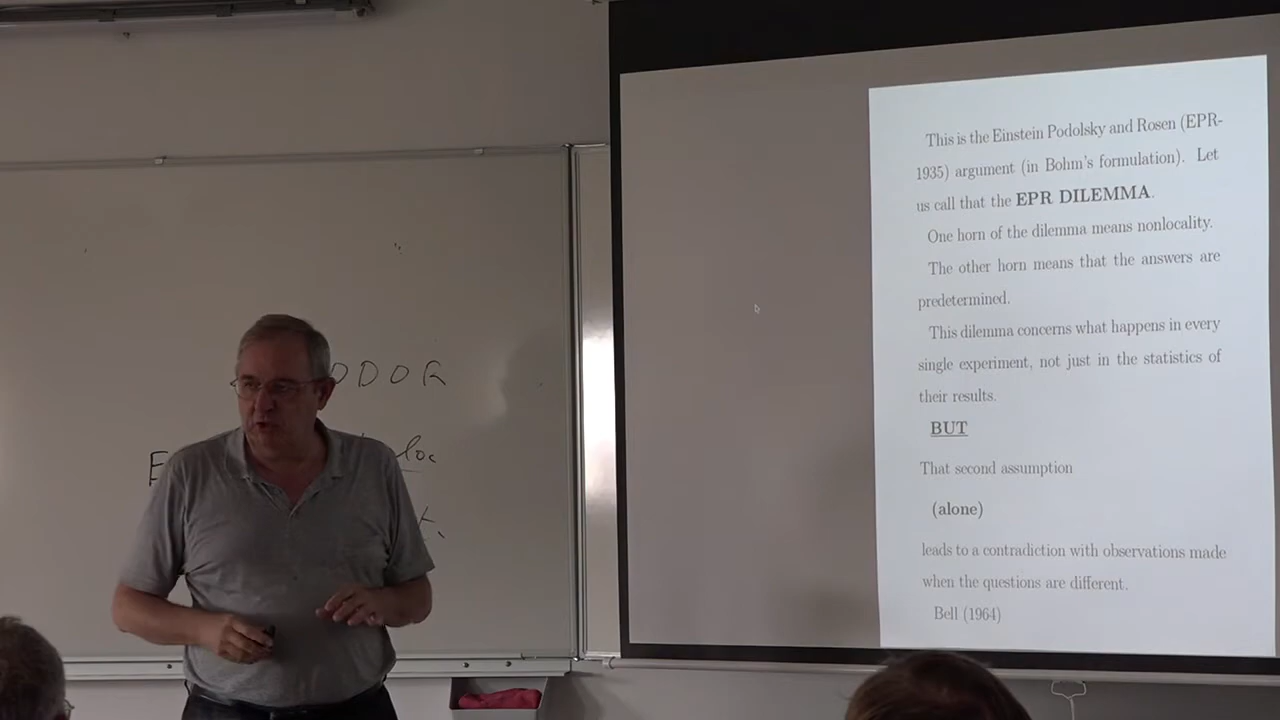 E
loc
This is the Einstein Podolsky and Rosen (EPR-
1935) argument (in Bohm's formulation). Let
us call that the EPR DILEMMA.
One horn of the dilemma means nonlocality.
The other horn means that the answers are
predetermined.
This dilemma concerns what happens in every
single experiment, not just in the statistics of
their results.
BUT
That second assumption
(alone)
leads to a contradiction with observations made
when the questions are different.
Bell (1964)